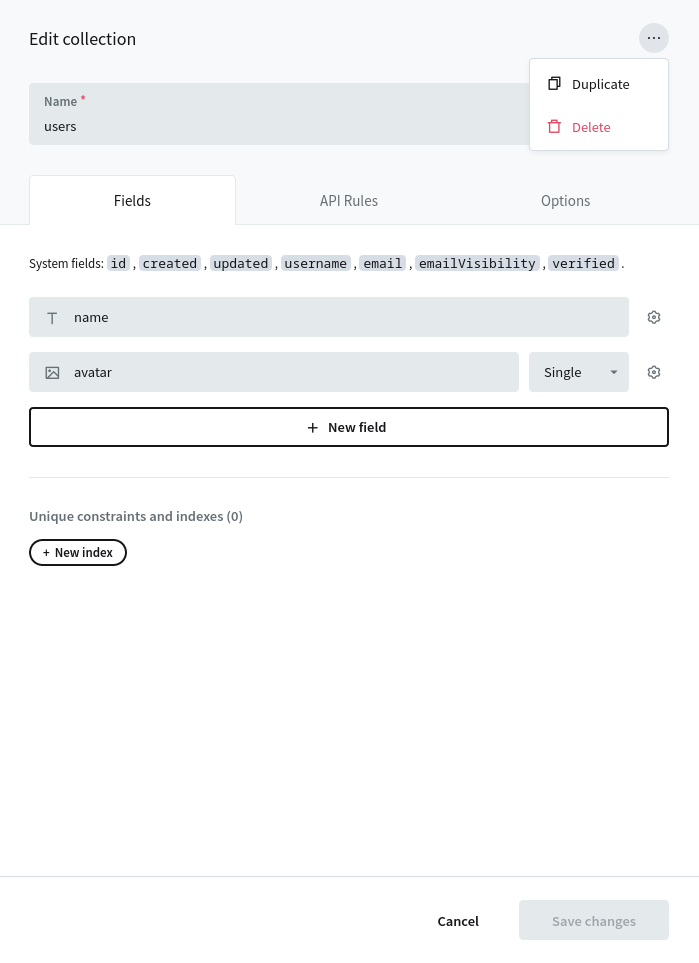 Edit collection
Duplicate
Delete
Name *
users
Fields
API Rules
Options
System fields: id , created , updated , username , email , emailVisibility , verified .
name
avatar
Single
+ New field
Unique constraints and indexes (0)
+ New index
Cancel
Save changes